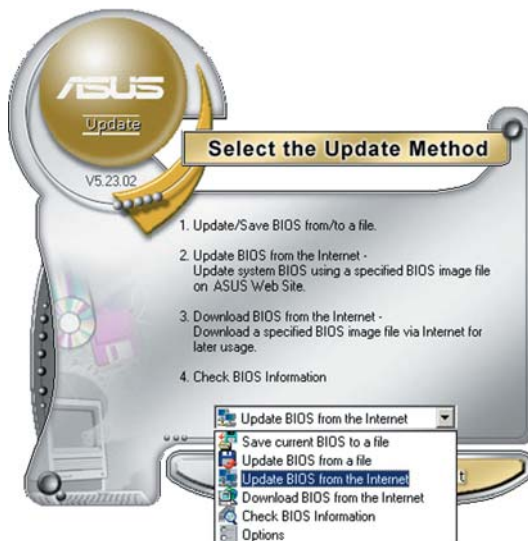 ASUS
Update
V5.23.02
Select the Update Method
1. Update/Save BIOS from/to a file.
2. Update BIOS from the Internet -
Update system BIOS using a specified BIOS image file
on ASUS Web Site.
3. Download BIOS from the Internet -
Download a specified BIOS image file via Internet for
later usage.
4. Check BIOS Information
Update BIOS from the Internet
Save current BIOS to a file
Update BIOS from a file
Update BIOS from the Internet
Download BIOS from the Internet
Check BIOS Information
Options